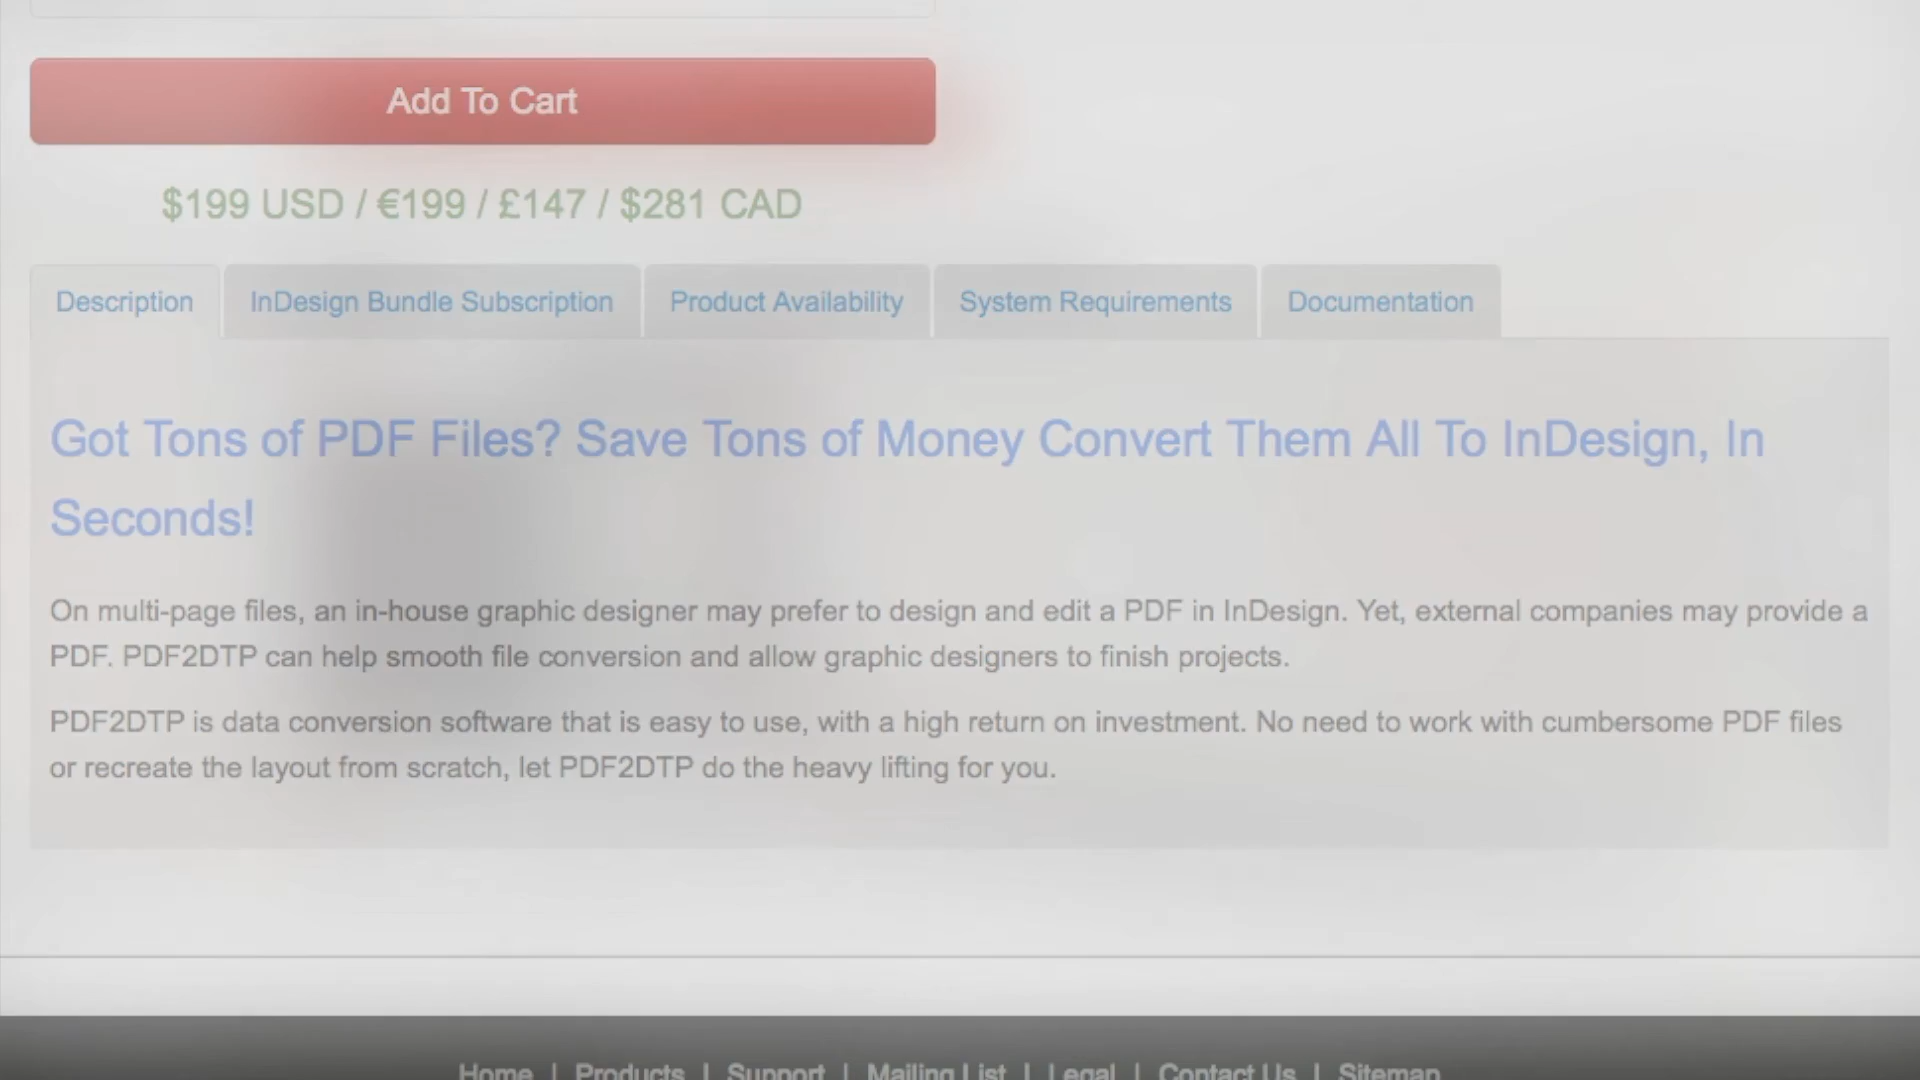 Add To Cart
$199 USD / €199 / £147 / $281 CAD
Description InDesign Bundle Subscription Product Availability System Requirements Documentation
Got Tons of PDF Files? Save Tons of Money Convert Them All To InDesign, In
Seconds!
On multi-page files, an in-house graphic designer may prefer to design and edit a PDF in InDesign. Yet, external companies may provide a
PDF. PDF2DTP can help smooth file conversion and allow graphic designers to finish projects.
PDF2DTP is data conversion software that is easy to use, with a high return on investment. No need to work with cumbersome PDF files
or recreate the layout from scratch, let PDF2DTP do the heavy lifting for you.
Home | Products | Support | Mailing List | Legal | Contact Us | Sitemap